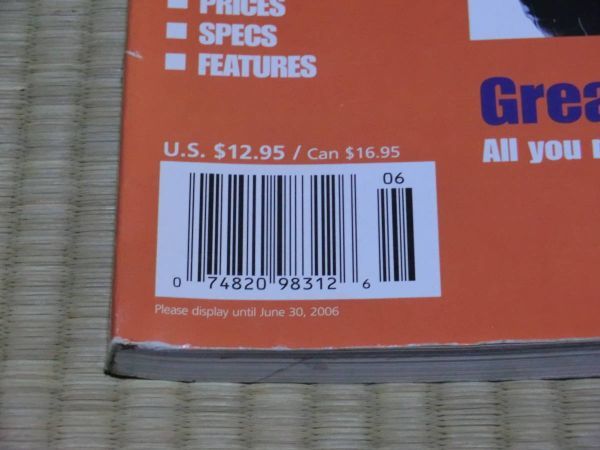 PRICES
SPECS
FEATURES
All you
U.S. $12.95 / Can $16.95
06
0 74820 98312 6
Please display until June 30, 2006